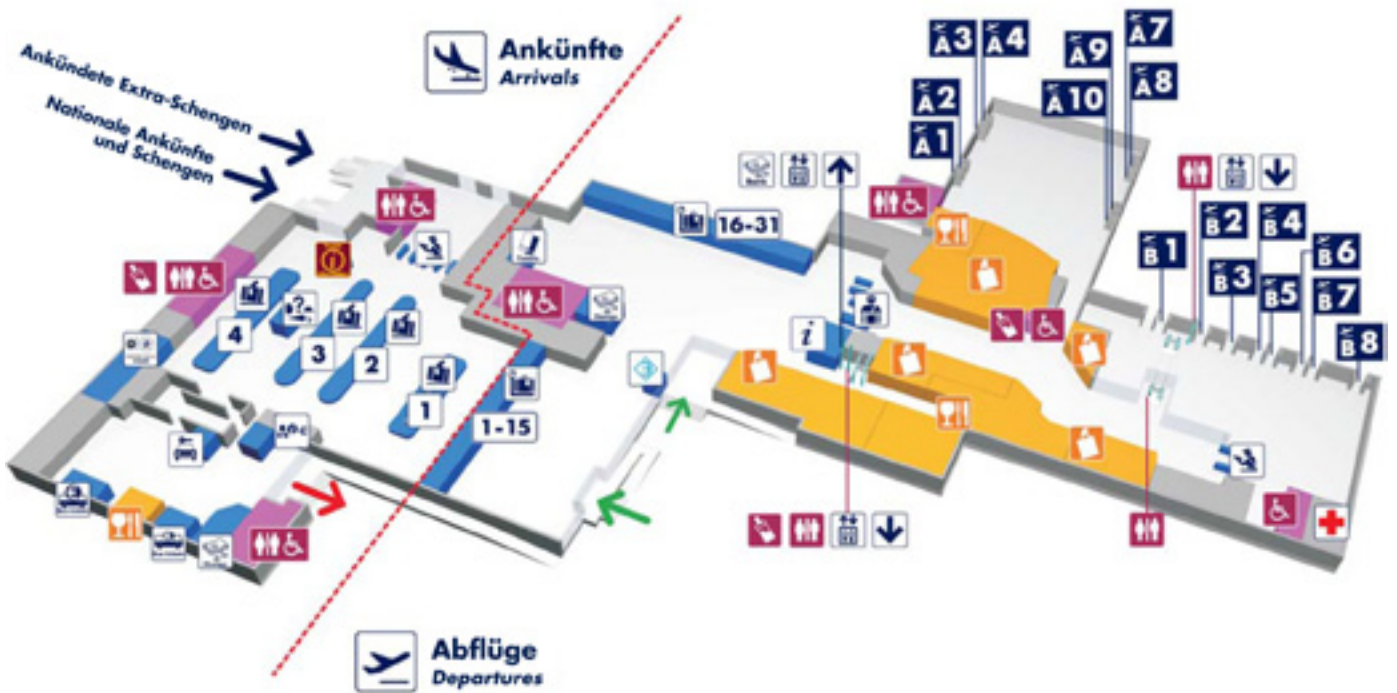 Ankünfte
Arrivals
Ankündete Extra-Schengen
Nationale Ankünfte
und Schengen
A3
A4
A9
A7
A2
A10
A8
A1
16-31
B1
B2
B4
B6
B3
B5
B7
B8
i
i
4
3
2
1
?
1-15
Abflüge
Departures